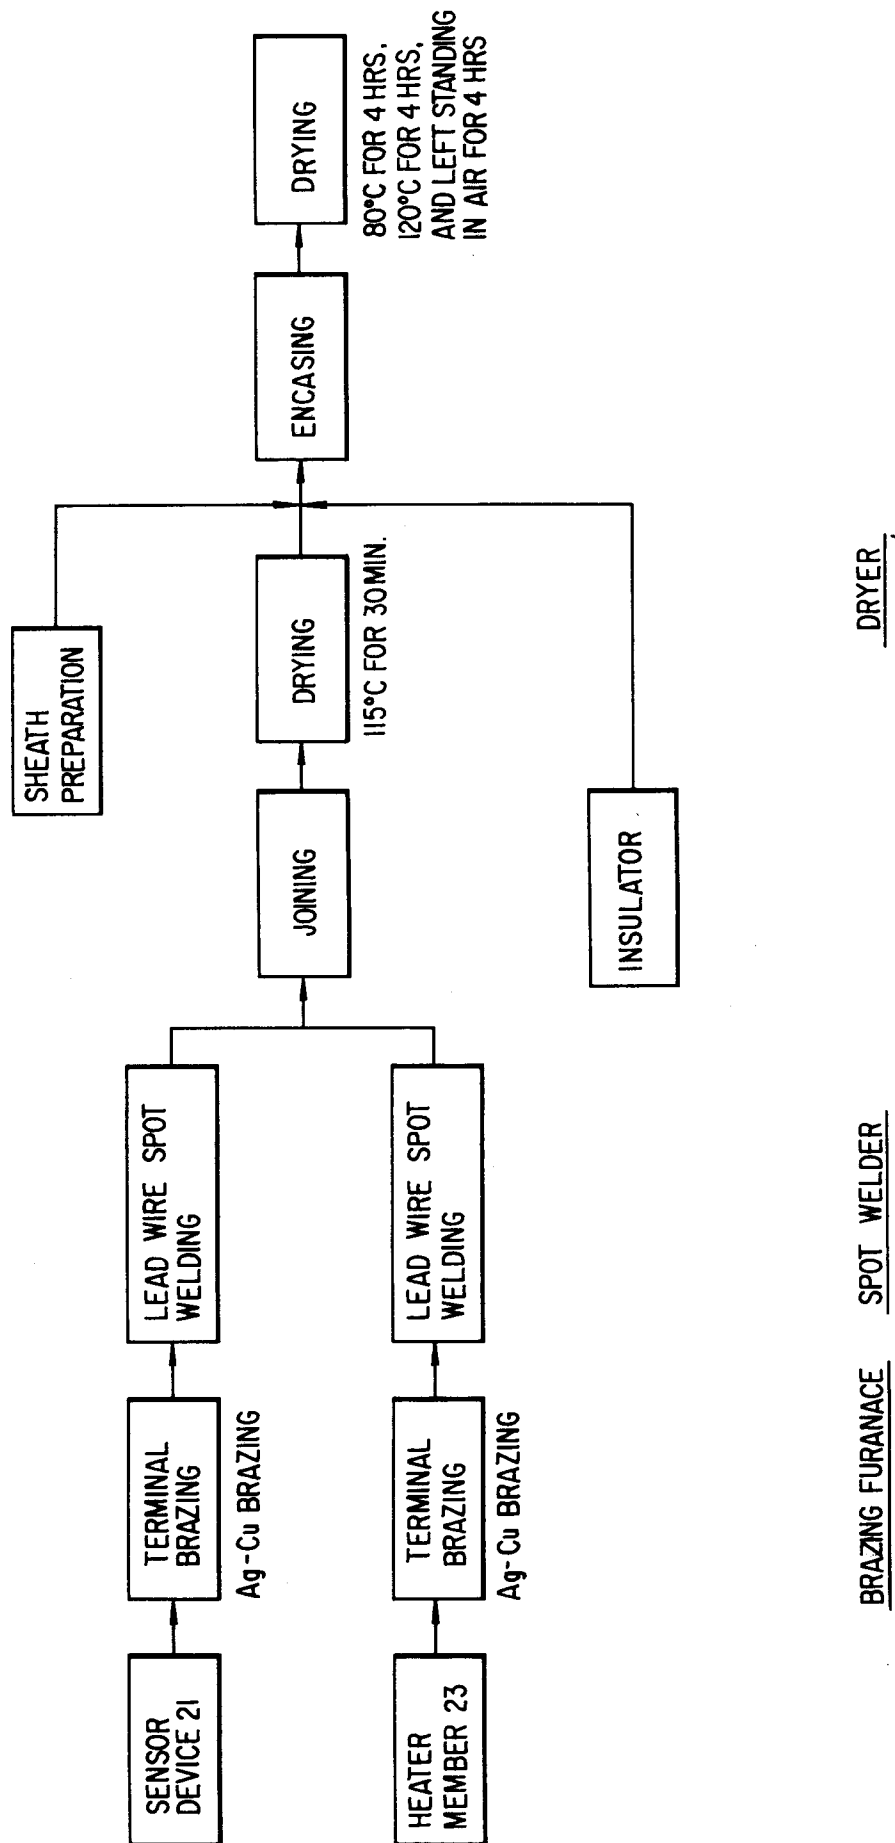 SENSOR
DEVICE 21
TERMINAL
BRAZING
Ag-Cu BRAZING
LEAD WIRE SPOT
WELDING
HEATER
MEMBER 23
TERMINAL
BRAZING
Ag-Cu BRAZING
LEAD WIRE SPOT
WELDING
JOINING
SHEATH
PREPARATION
DRYING
115°C FOR 30 MIN.
INSULATOR
ENCASING
DRYING
80°C FOR 4 HRS,
120°C FOR 4 HRS,
AND LEFT STANDING
IN AIR FOR 4 HRS
BRAZING FURANACE
SPOT WELDER
DRYER